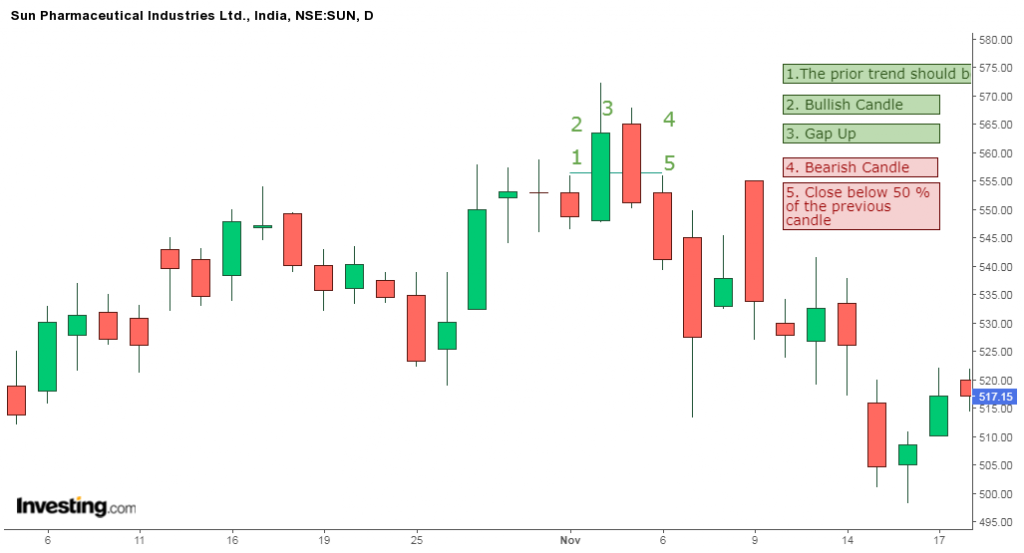 Sun Pharmaceutical Industries Ltd., India, NSE:SUN, D
580.00
575.00
1.The prior trend should b
570.00
2. Bullish Candle
3
2
4
565.00
3. Gap Up
560.00
1
5
4. Bearish Candle
555.00
5. Close below 50 %
of the previous
candle
550.00
545.00
540.00
535.00
530.00
525.00
520.00
517.15
515.00
510.00
505.00
500.00
495.00
Investing.com
6 11 16 19 25 Nov 6 9 14 17